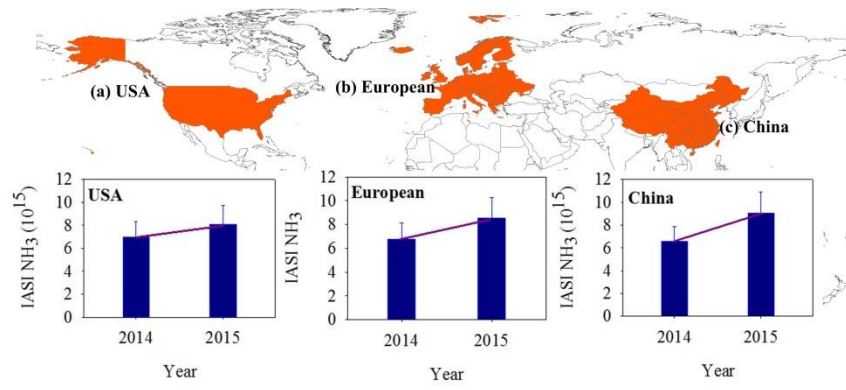 (a) USA
(b) European
(c) China
USA
IASI NH3 (10^15)
12
10
8
6
4
2
0
2014 2015
Year
European
IASI NH3
12
10
8
6
4
2
0
2014 2015
Year
China
IASI NH3 (10^15)
12
10
8
6
4
2
0
2014 2015
Year